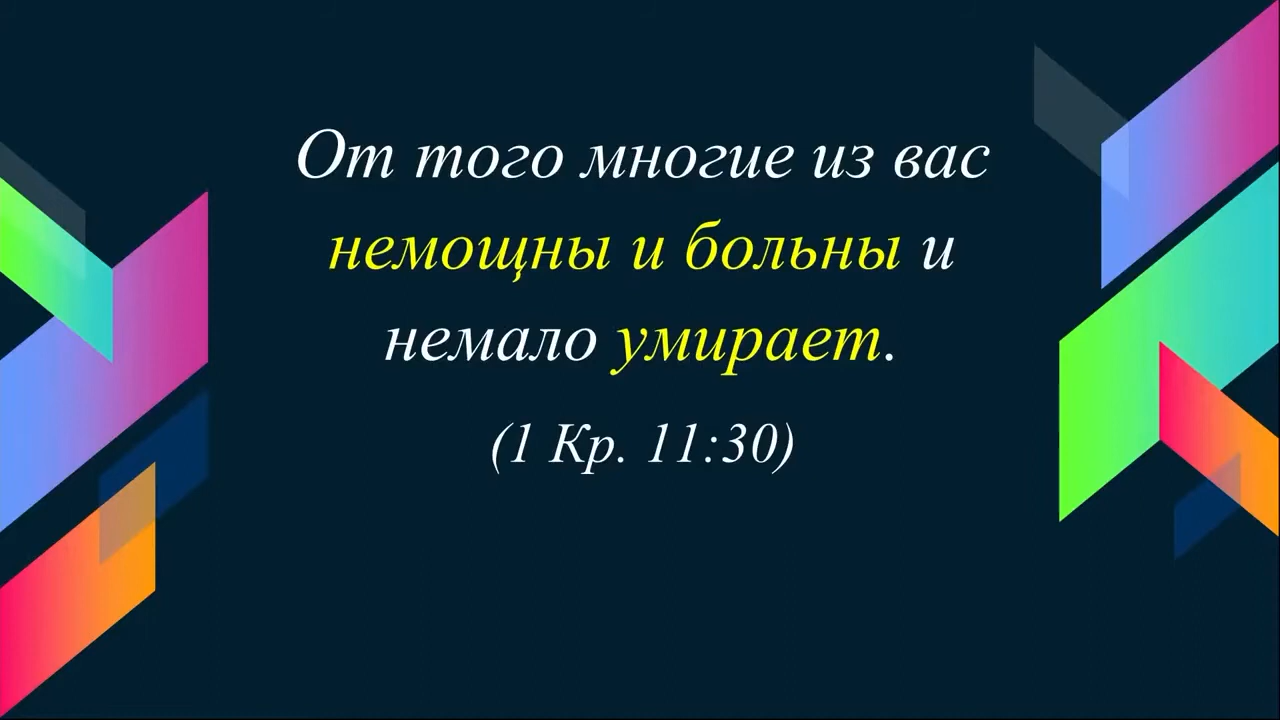 От того многие из вас
немощны и больны и
немало умирает.
(1 Кр. 11:30)